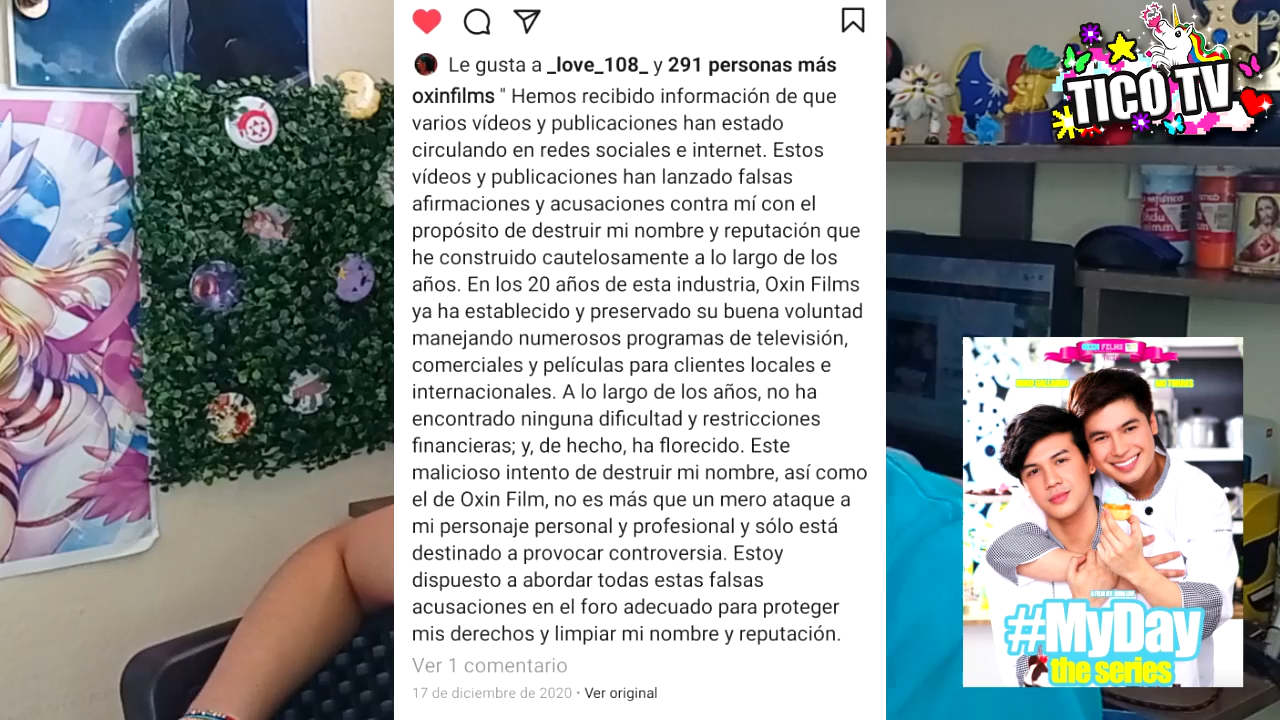 Le gusta a _love_108_ y 291 personas más
oxinfilms " Hemos recibido información de que
varios vídeos y publicaciones han estado
circulando en redes sociales e internet. Estos
vídeos y publicaciones han lanzado falsas
afirmaciones y acusaciones contra mí con el
propósito de destruir mi nombre y reputación que
he construido cautelosamente a lo largo de los
años. En los 20 años de esta industria, Oxin Films
ya ha establecido y preservado su buena voluntad
manejando numerosos programas de televisión,
comerciales y películas para clientes locales e
internacionales. A lo largo de los años, no ha
encontrado ninguna dificultad y restricciones
financieras; y, de hecho, ha florecido. Este
malicioso intento de destruir mi nombre, así como
el de Oxin Film, no es más que un mero ataque a
mi personaje personal y profesional y sólo está
destinado a provocar controversia. Estoy
dispuesto a abordar todas estas falsas
acusaciones en el foro adecuado para proteger
mis derechos y limpiar mi nombre y reputación.
Ver 1 comentario
17 de diciembre de 2020 · Ver original
TICO TV
OXIN FILMS
#MyDay
the series